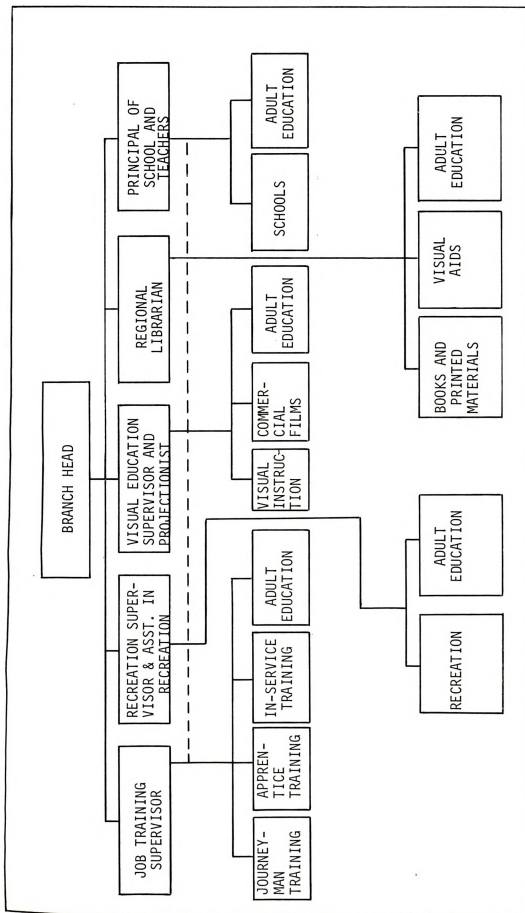 BRANCH HEAD
JOB TRAINING
SUPERVISOR
RECREATION SUPER-
VISOR & ASST. IN
RECREATION
VISUAL EDUCATION
SUPERVISOR AND
PROJECTIONIST
REGIONAL
LIBRARIAN
PRINCIPAL OF
SCHOOL AND
TEACHERS
JOURNEY-
MAN
TRAINING
APPREN-
TICE
TRAINING
IN-SERVICE
TRAINING
ADULT
EDUCATION
VISUAL
INSTRUC-
TION
COMMER-
CIAL
FILMS
ADULT
EDUCATION
SCHOOLS
ADULT
EDUCATION
RECREATION
ADULT
EDUCATION
BOOKS AND
PRINTED
MATERIALS
VISUAL
AIDS
ADULT
EDUCATION